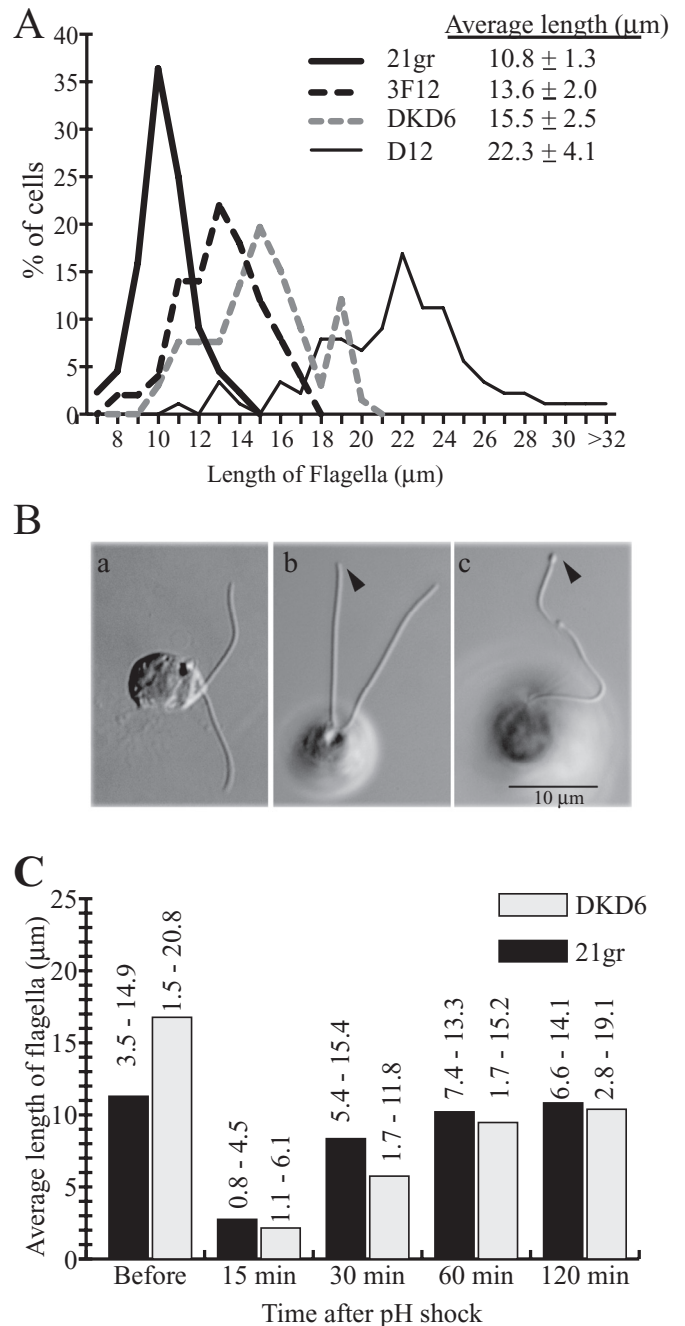 A
Average length (µm)
21gr 10.8 ± 1.3
3F12 13.6 ± 2.0
DKD6 15.5 ± 2.5
D12 22.3 ± 4.1
% of cells
40
35
30
25
20
15
10
5
0
8 10 12 14 16 18 20 22 24 26 28 30 >32
Length of Flagella (µm)
B
a b c
10 µm
C
DKD6
21gr
Average length of flagella (µm)
25
20
15
10
5
0
3.5 - 14.9
1.5 - 20.8
0.8 - 4.5
1.1 - 6.1
5.4 - 15.4
1.7 - 11.8
7.4 - 13.3
1.7 - 15.2
6.6 - 14.1
2.8 - 19.1
Before 15 min 30 min 60 min 120 min
Time after pH shock